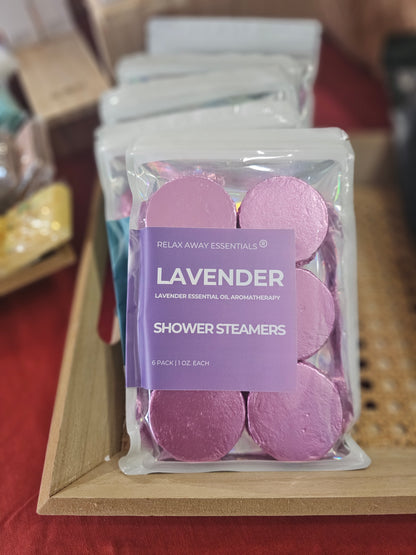 RELAX AWAY ESSENTIALS ®
LAVENDER
LAVENDER ESSENTIAL OIL AROMATHERAPY
SHOWER STEAMERS
6 PACK | 1 OZ. EACH